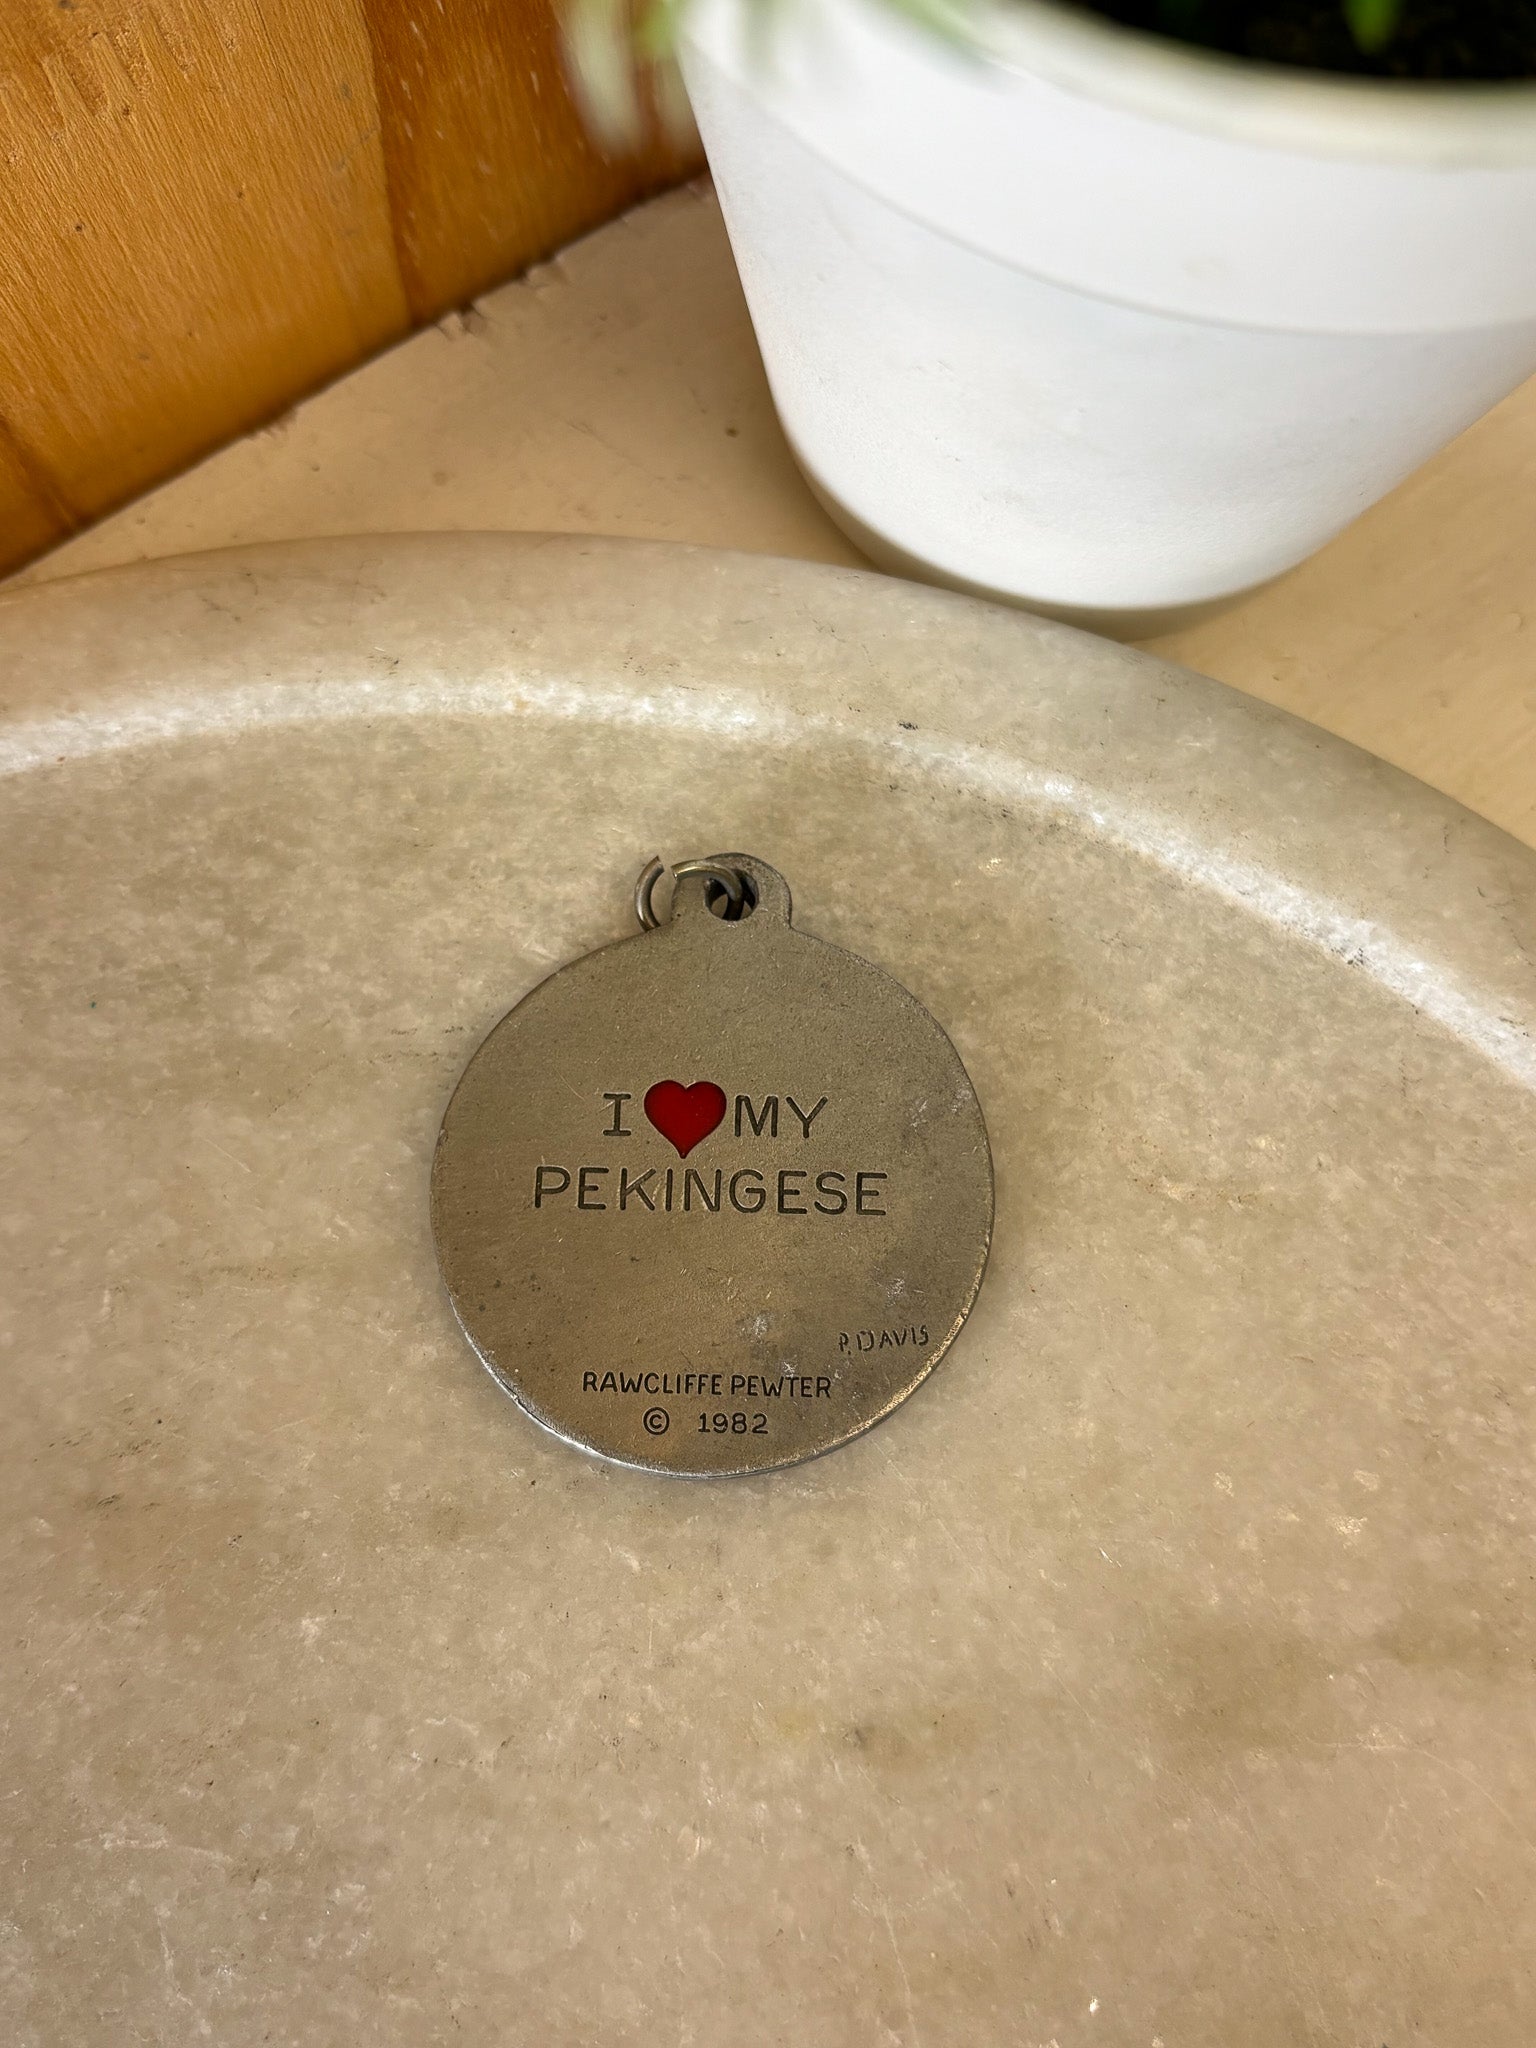 I ❤ MY
PEKINGESE
P. DAVIS
RAWCLIFFE PEWTER
© 1982